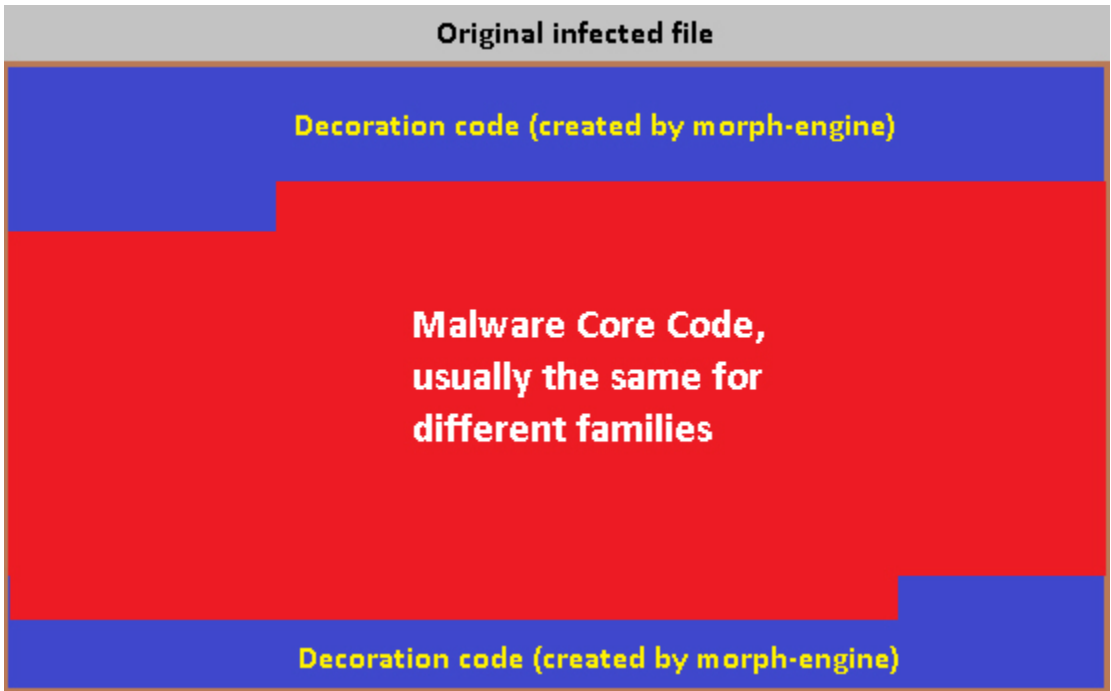 Original infected file
Decoration code (created by morph-engine)
Malware Core Code,
usually the same for
different families
Decoration code (created by morph-engine)